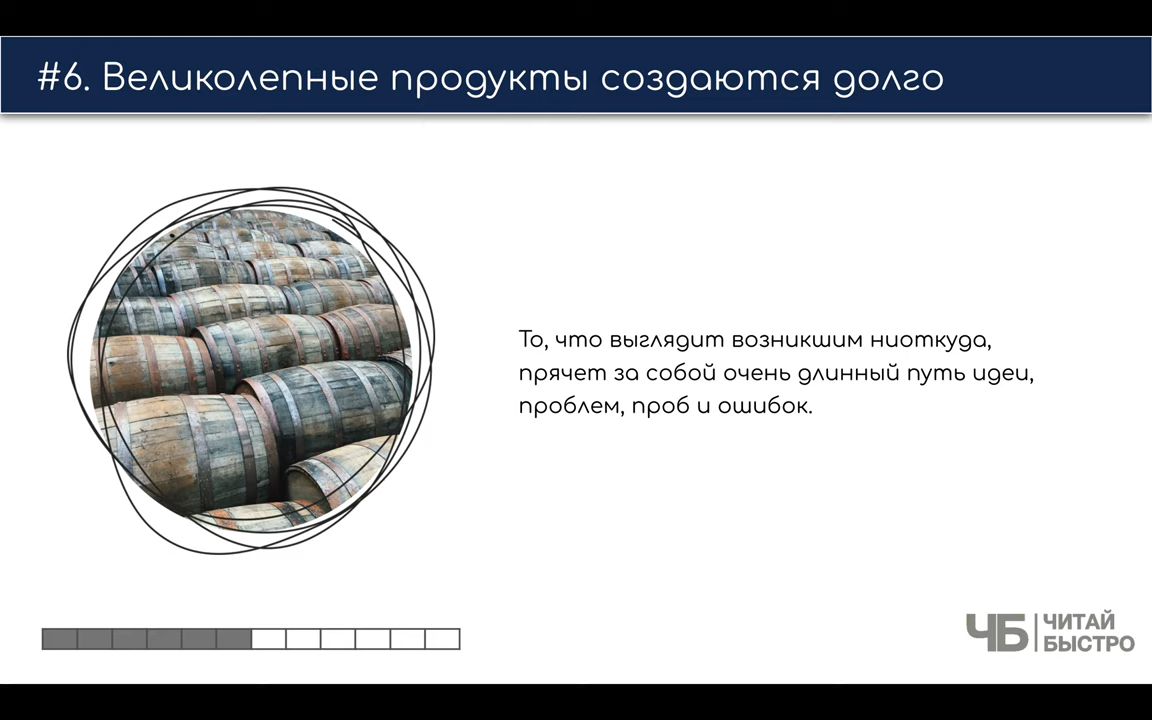 #6. Великолепные продукты создаются долго
То, что выглядит возникшим ниоткуда,
прячет за собой очень длинный путь идеи,
проблем, проб и ошибок.
ЧБ
ЧИТАЙ
БЫСТРО